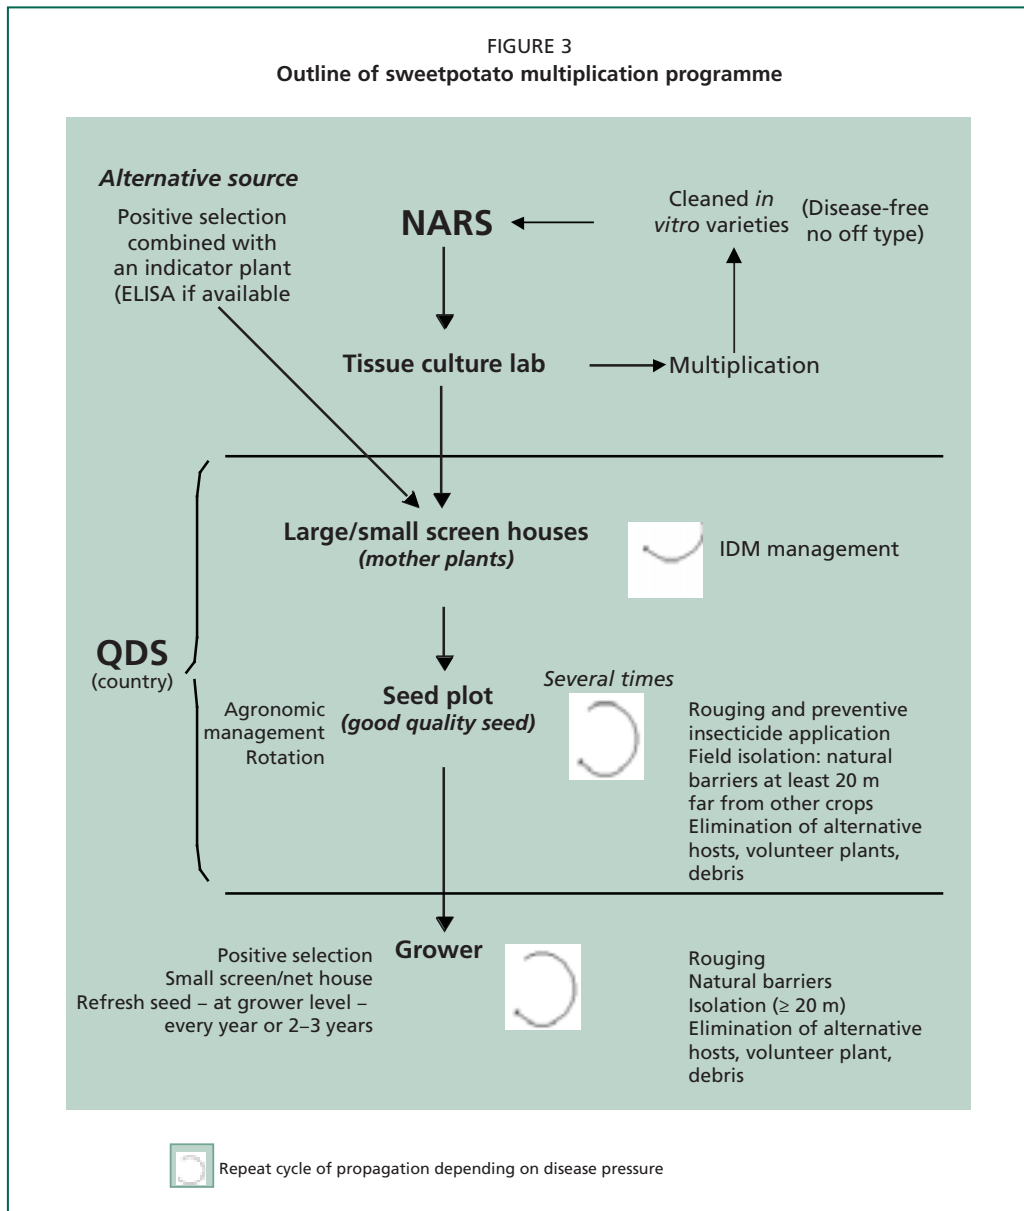 FIGURE 3
Outline of sweetpotato multiplication programme
Alternative source
Positive selection
combined with
an indicator plant
(ELISA if available
NARS
Cleaned in
vitro varieties
(Disease-free
no off type)
Tissue culture lab
Multiplication
Large/small screen houses
(mother plants)
IDM management
QDS
(country)
Agronomic
management
Rotation
Seed plot
(good quality seed)
Several times
Rouging and preventive
insecticide application
Field isolation: natural
barriers at least 20 m
far from other crops
Elimination of alternative
hosts, volunteer plants,
debris
Grower
Positive selection
Small screen/net house
Refresh seed – at grower level –
every year or 2–3 years
Rouging
Natural barriers
Isolation (≥ 20 m)
Elimination of alternative
hosts, volunteer plant,
debris
Repeat cycle of propagation depending on disease pressure